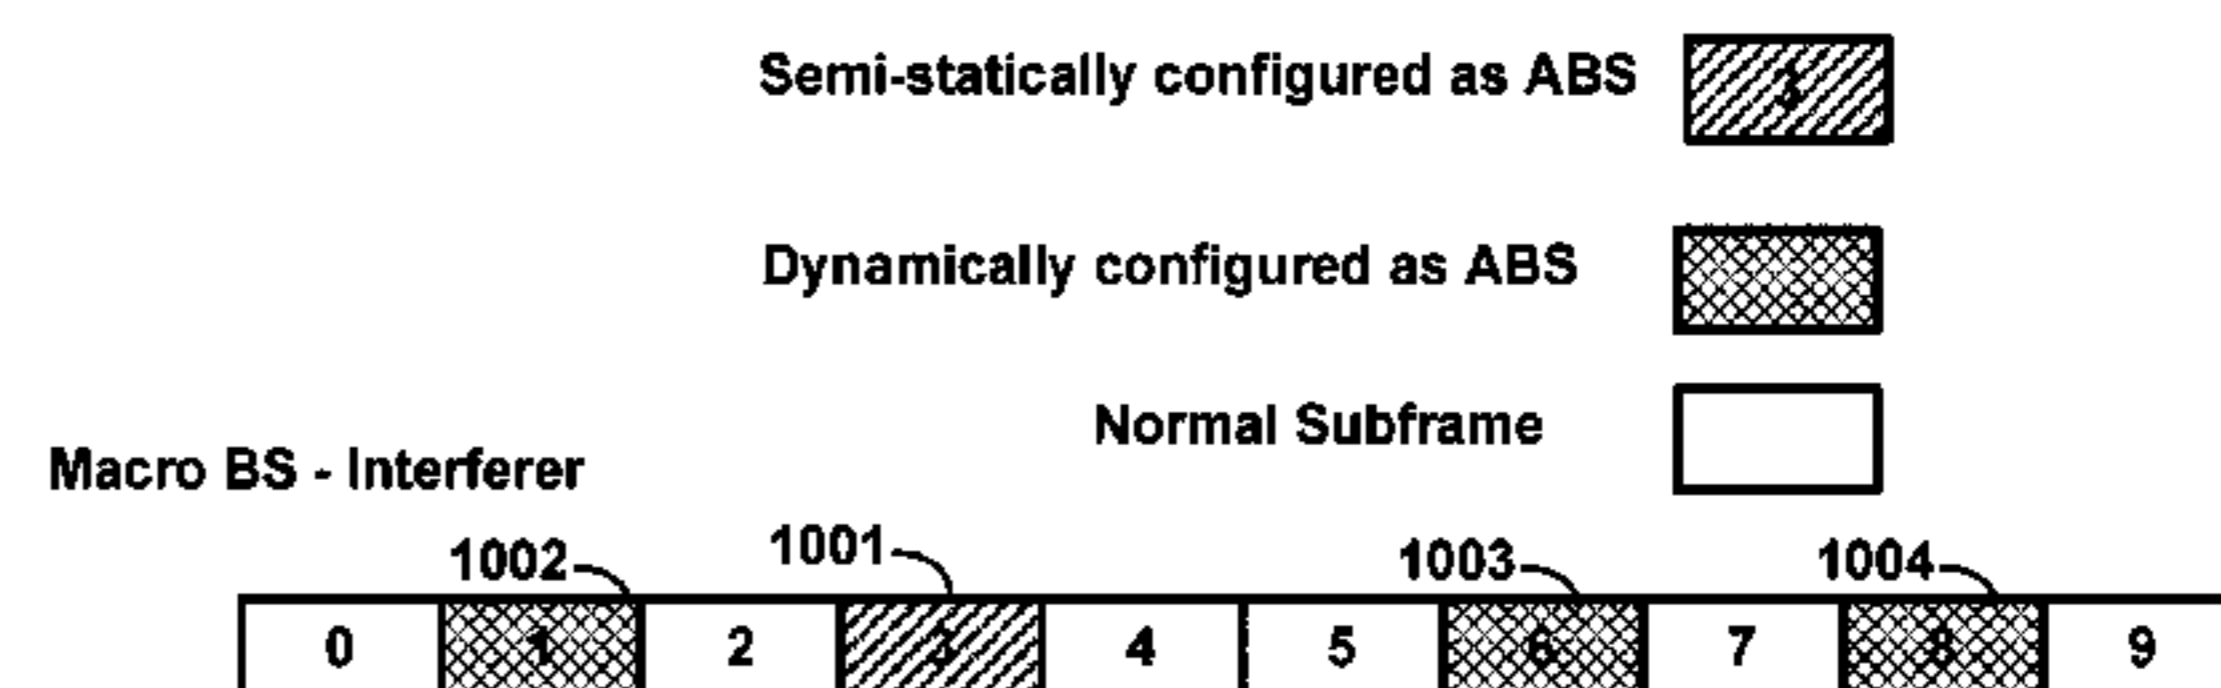 Semi-statically configured as ABS 3
Dynamically configured as ABS
Normal Subframe
Macro BS - Interferer
1002 1001 1003 1004
0 1 2 3 4 5 6 7 8 9